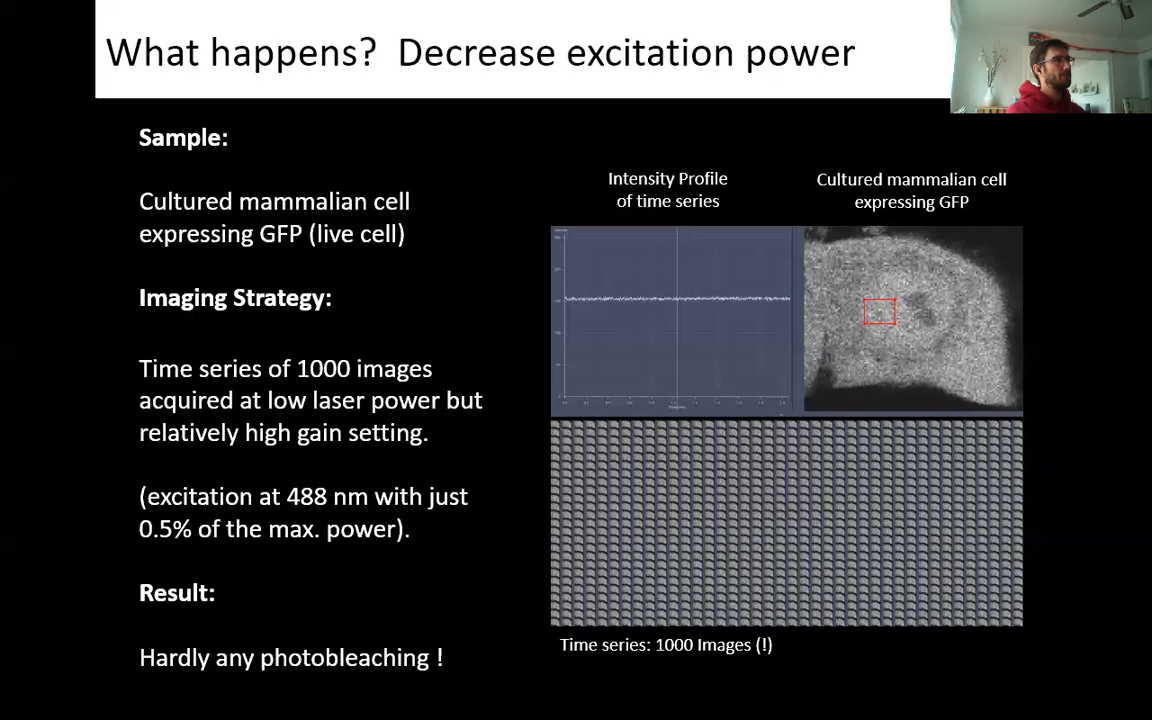 What happens?  Decrease excitation power
Sample:
Cultured mammalian cell
expressing GFP (live cell)
Imaging Strategy:
Time series of 1000 images
acquired at low laser power but
relatively high gain setting.
(excitation at 488 nm with just
0.5% of the max. power).
Result:
Hardly any photobleaching !
Intensity Profile
of time series
Cultured mammalian cell
expressing GFP
Time series: 1000 Images (!)